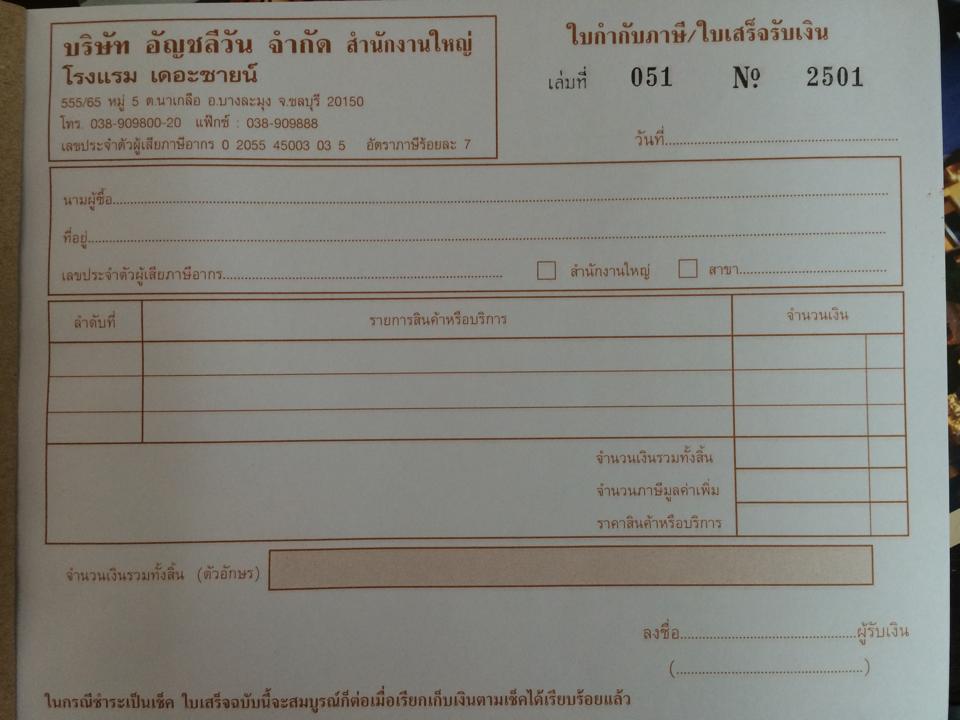 บริษัท อัญชลีวัน จำกัด สำนักงานใหญ่
โรงแรม เดอะซายน์
555/65 หมู่ 5 ต.นาเกลือ อ.บางละมุง จ.ชลบุรี 20150
โทร. 038-909800-20 แฟ็กซ์ : 038-909888
เลขประจำตัวผู้เสียภาษีอากร 0 2055 45003 03 5 อัตราภาษีร้อยละ 7
ใบกำกับภาษี/ใบเสร็จรับเงิน
เล่มที่ 051 № 2501
วันที่
นามผู้ซื้อ
ที่อยู่
เลขประจำตัวผู้เสียภาษีอากร สำนักงานใหญ่ สาขา
ลำดับที่ รายการสินค้าหรือบริการ จำนวนเงิน
จำนวนเงินรวมทั้งสิ้น
จำนวนภาษีมูลค่าเพิ่ม
ราคาสินค้าหรือบริการ
จำนวนเงินรวมทั้งสิ้น (ตัวอักษร)
ลงชื่อ ผู้รับเงิน
( )
ในกรณีชำระเป็นเช็ค ใบเสร็จฉบับนี้จะสมบูรณ์ก็ต่อเมื่อเรียกเก็บเงินตามเช็คได้เรียบร้อยแล้ว